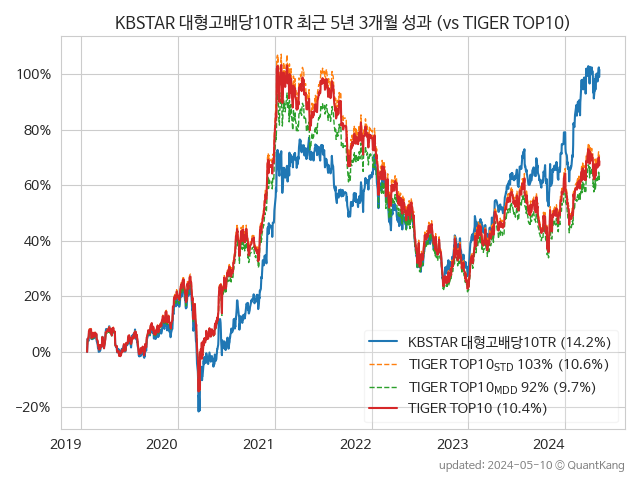 KBSTAR 대형고배당10TR 최근 5년 3개월 성과 (vs TIGER TOP10)
100%
80%
60%
40%
20%
0%
−20%
KBSTAR 대형고배당10TR (14.2%)
TIGER TOP10STD 103% (10.6%)
TIGER TOP10MDD 92% (9.7%)
TIGER TOP10 (10.4%)
2019 2020 2021 2022 2023 2024
updated: 2024-05-10 © QuantKang